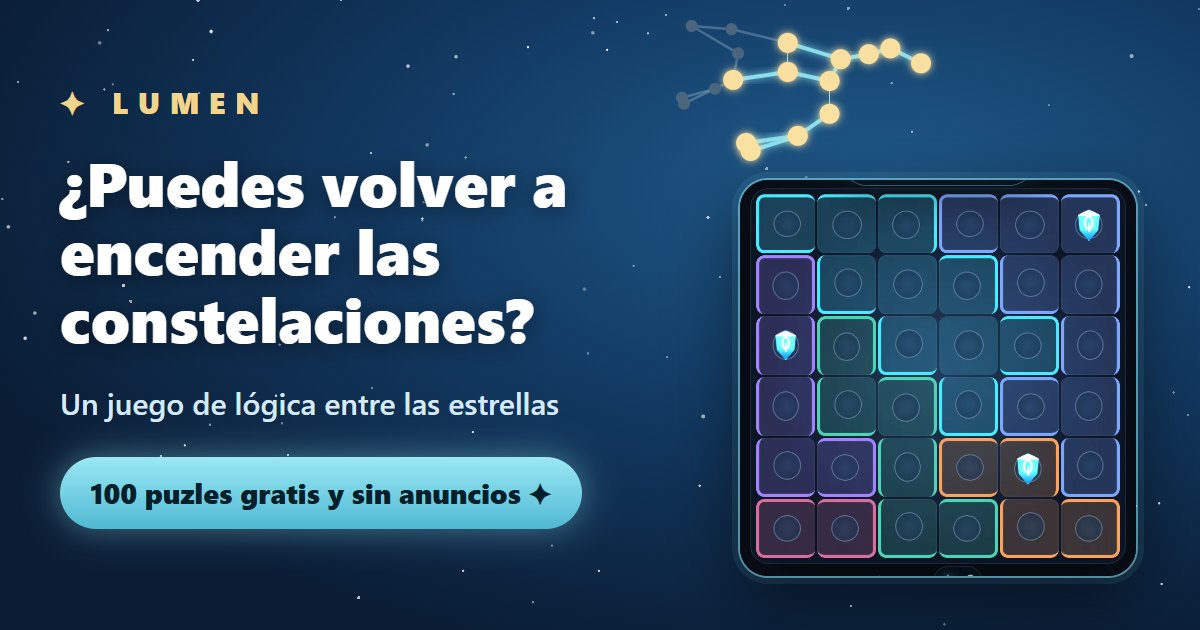 ✦ LUMEN
¿Puedes volver a
encender las
constelaciones?
Un juego de lógica entre las estrellas
100 puzles gratis y sin anuncios ✦